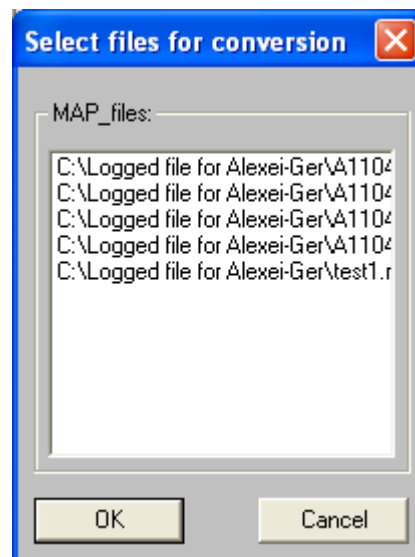 Select files for conversion
MAP_files:
C:\Logged file for Alexei-Ger\A1104
C:\Logged file for Alexei-Ger\A1104
C:\Logged file for Alexei-Ger\A1104
C:\Logged file for Alexei-Ger\A1104
C:\Logged file for Alexei-Ger\test1.
OK
Cancel